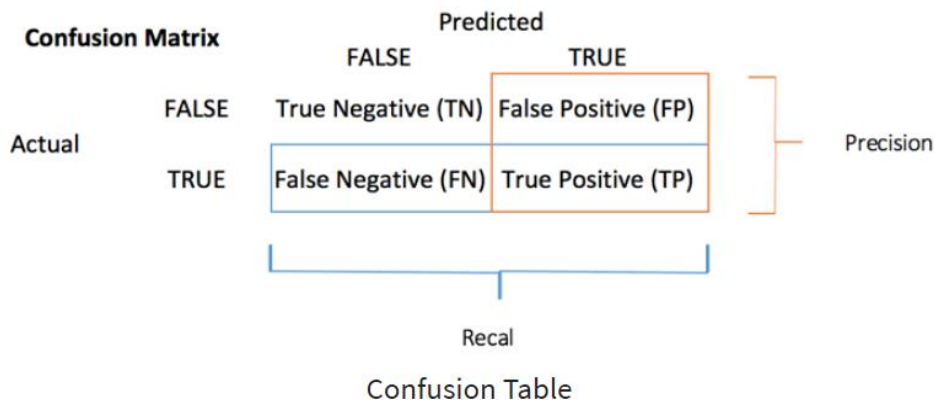 Predicted
Confusion Matrix
FALSE TRUE
FALSE True Negative (TN) False Positive (FP)
Actual Precision
TRUE False Negative (FN) True Positive (TP)
Recal
Confusion Table